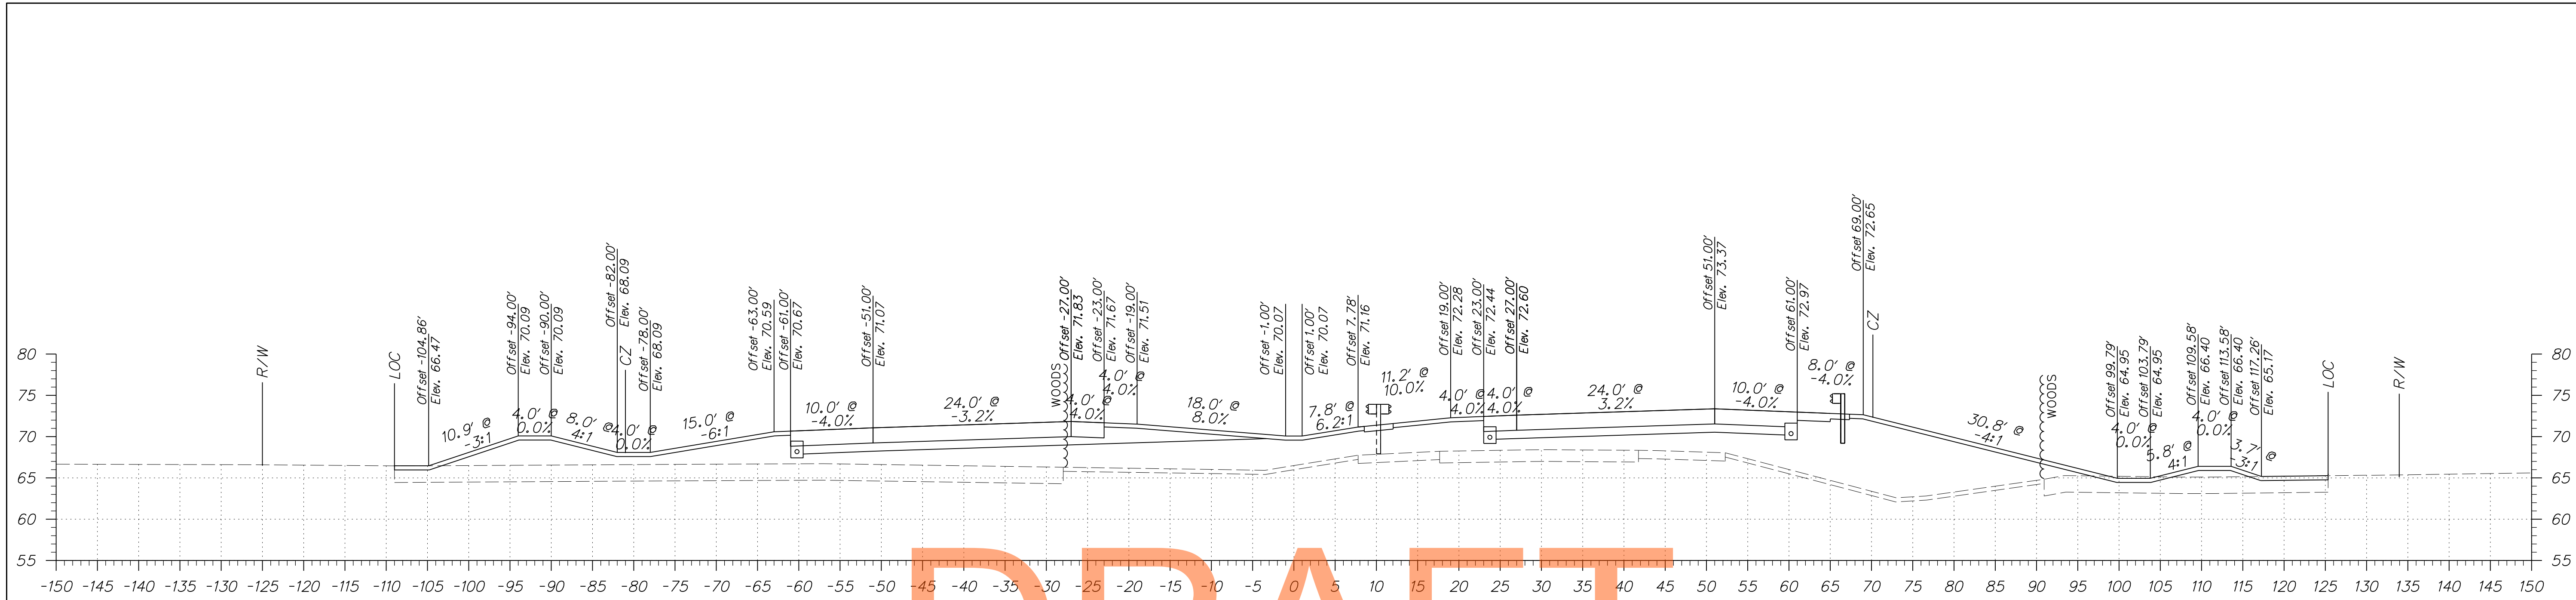 R/W
LOC
Offset -104.86'
Elev. 66.47
10.9' @
-3:1
Offset -94.00'
Elev. 70.09
4.0' @
0.0%
Offset -90.00'
Elev. 70.09
8.0' @
4:1
Offset -82.00'
Elev. 68.09
CZ
4.0' @
0.0%
Offset -78.00'
Elev. 68.09
15.0' @
-6:1
Offset -63.00'
Elev. 70.59
Offset -61.00'
Elev. 70.67
10.0' @
-4.0%
Offset -51.00'
Elev. 71.07
24.0' @
-3.2%
WOODS
Offset -27.00'
Elev. 71.83
4.0' @
4.0%
Offset -23.00'
Elev. 71.67
4.0' @
4.0%
Offset -19.00'
Elev. 71.51
18.0' @
8.0%
Offset -1.00'
Elev. 70.07
Offset 1.00'
Elev. 70.07
7.8' @
6.2:1
Offset 7.78'
Elev. 71.16
11.2' @
10.0%
Offset 19.00'
Elev. 72.28
4.0' @
4.0%
Offset 23.00'
Elev. 72.44
4.0' @
4.0%
Offset 27.00'
Elev. 72.60
24.0' @
3.2%
Offset 51.00'
Elev. 73.37
10.0' @
-4.0%
Offset 61.00'
Elev. 72.97
8.0' @
-4.0%
Offset 69.00'
Elev. 72.65
CZ
30.8' @
-4:1
WOODS
Offset 99.79'
Elev. 64.95
4.0' @
0.0%
Offset 103.79'
Elev. 64.95
5.8' @
4:1
Offset 109.58'
Elev. 66.40
4.0' @
0.0%
Offset 113.58'
Elev. 66.40
3.7' @
-3:1
Offset 117.26'
Elev. 65.17
LOC
R/W
80 80
75 75
70 70
65 65
60 60
55 55
-150 -145 -140 -135 -130 -125 -120 -115 -110 -105 -100 -95 -90 -85 -80 -75 -70 -65 -60 -55 -50 -45 -40 -35 -30 -25 -20 -15 -10 -5 0 5 10 15 20 25 30 35 40 45 50 55 60 65 70 75 80 85 90 95 100 105 110 115 120 125 130 135 140 145 150
DRAFT